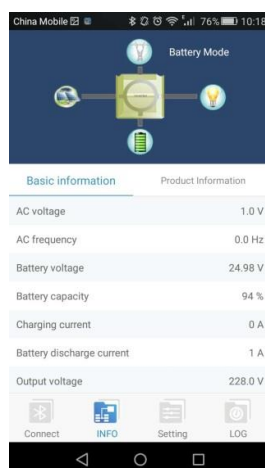 China Mobile 76% 10:18
Battery Mode
Basic information Product Information
AC voltage 1.0 V
AC frequency 0.0 Hz
Battery voltage 24.98 V
Battery capacity 94 %
Charging current 0 A
Battery discharge current 1 A
Output voltage 228.0 V
Connect INFO Setting LOG